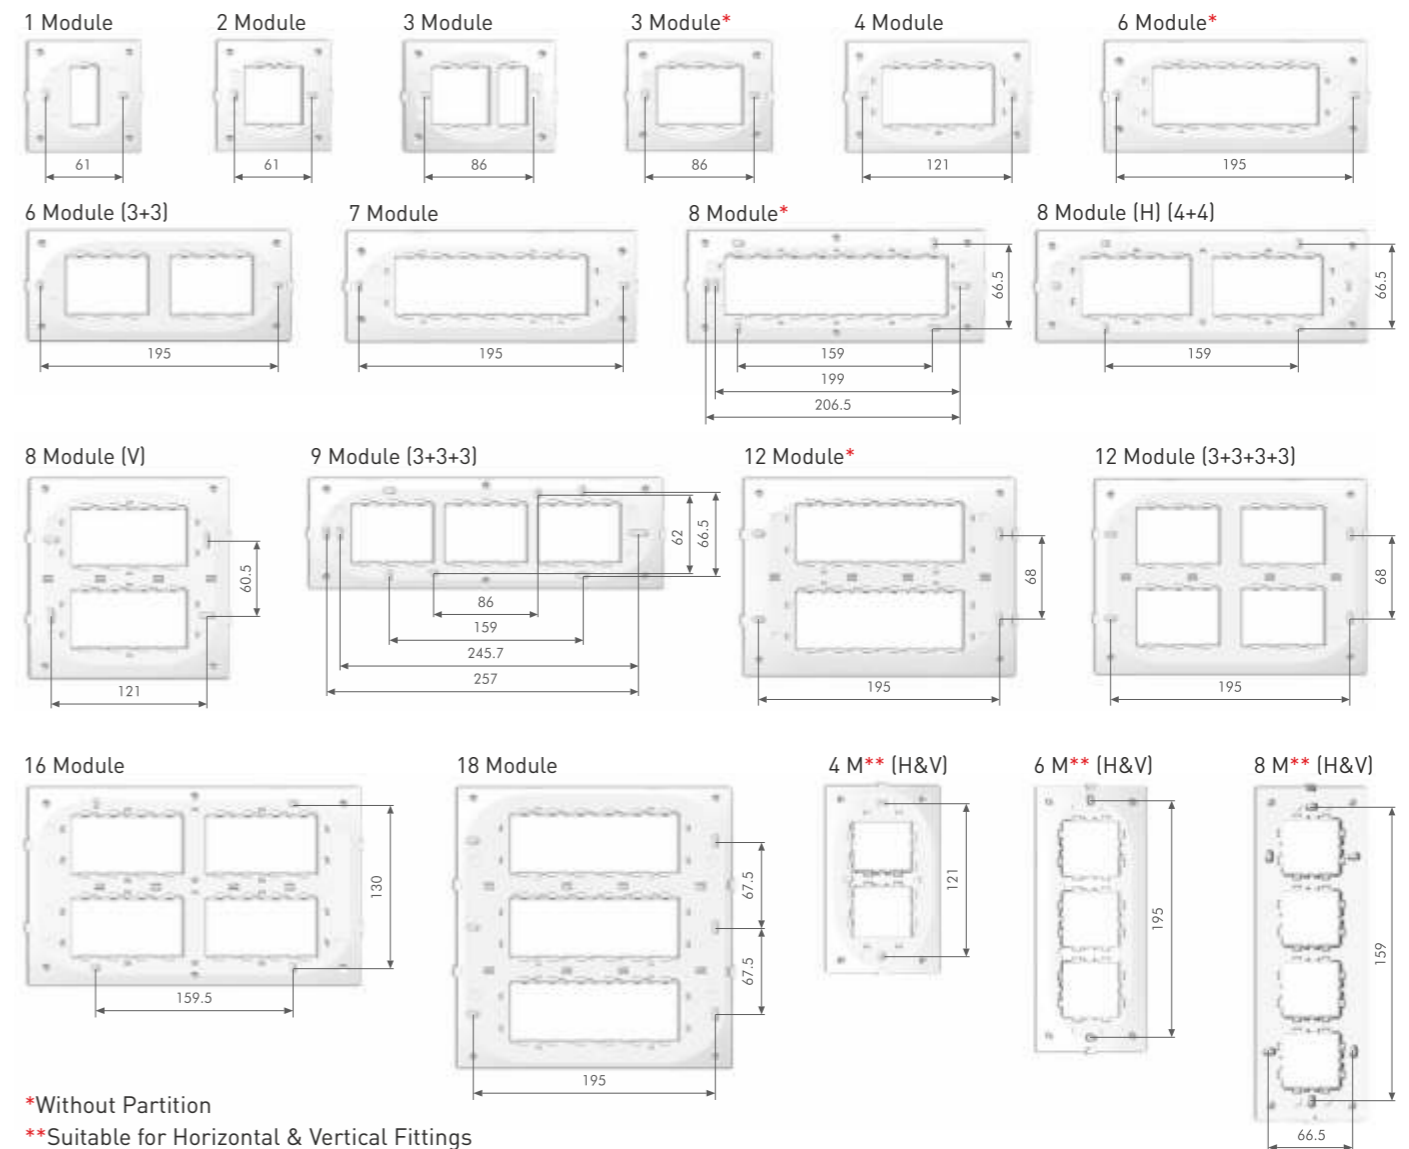 1 Module
2 Module
3 Module
3 Module*
4 Module
6 Module*
61
61
86
86
121
195
6 Module (3+3)
7 Module
8 Module*
8 Module (H) (4+4)
66.5
66.5
195
195
159
159
199
206.5
8 Module (V)
9 Module (3+3+3)
12 Module*
12 Module (3+3+3+3)
60.5
62
66.5
68
68
86
159
245.7
121
257
195
195
16 Module
18 Module
4 M** (H&V)
6 M** (H&V)
8 M** (H&V)
130
67.5
67.5
121
195
159
159.5
195
66.5
*Without Partition
**Suitable for Horizontal & Vertical Fittings